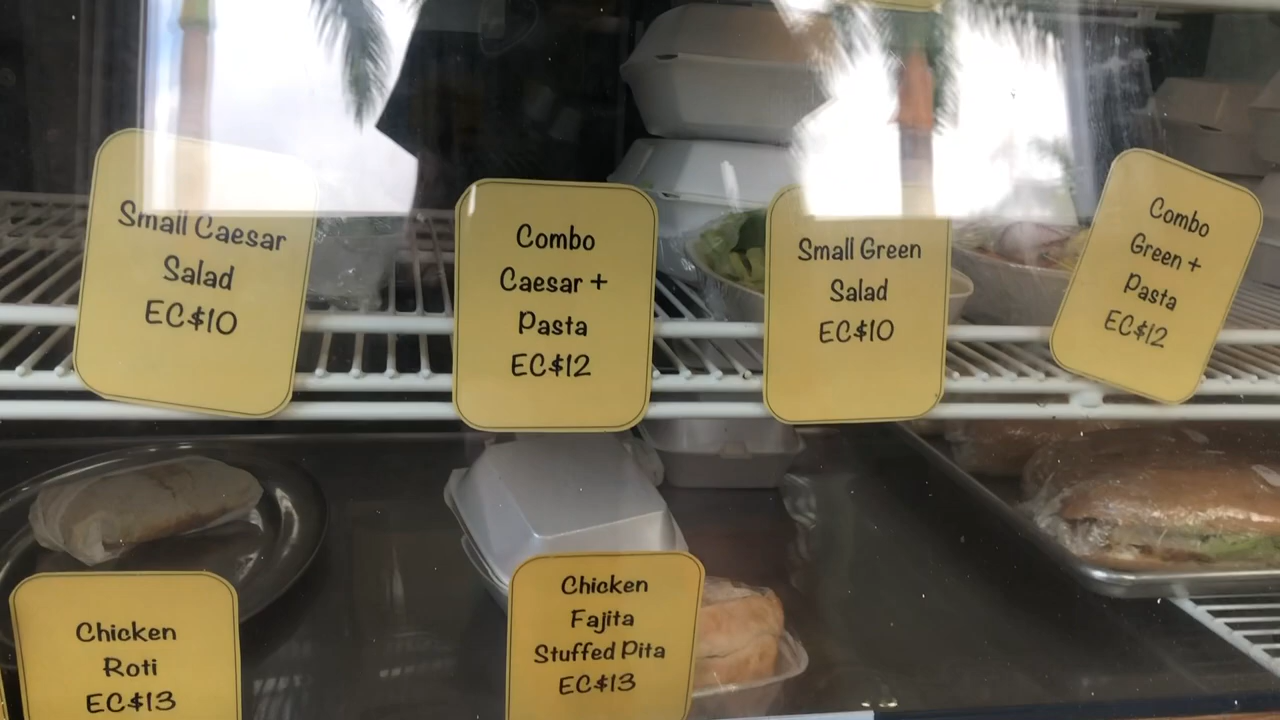 Small Caesar
Salad
EC$10
Combo
Caesar +
Pasta
EC$12
Small Green
Salad
EC$10
Combo
Green +
Pasta
EC$12
Chicken
Roti
EC$13
Chicken
Fajita
Stuffed Pita
EC$13